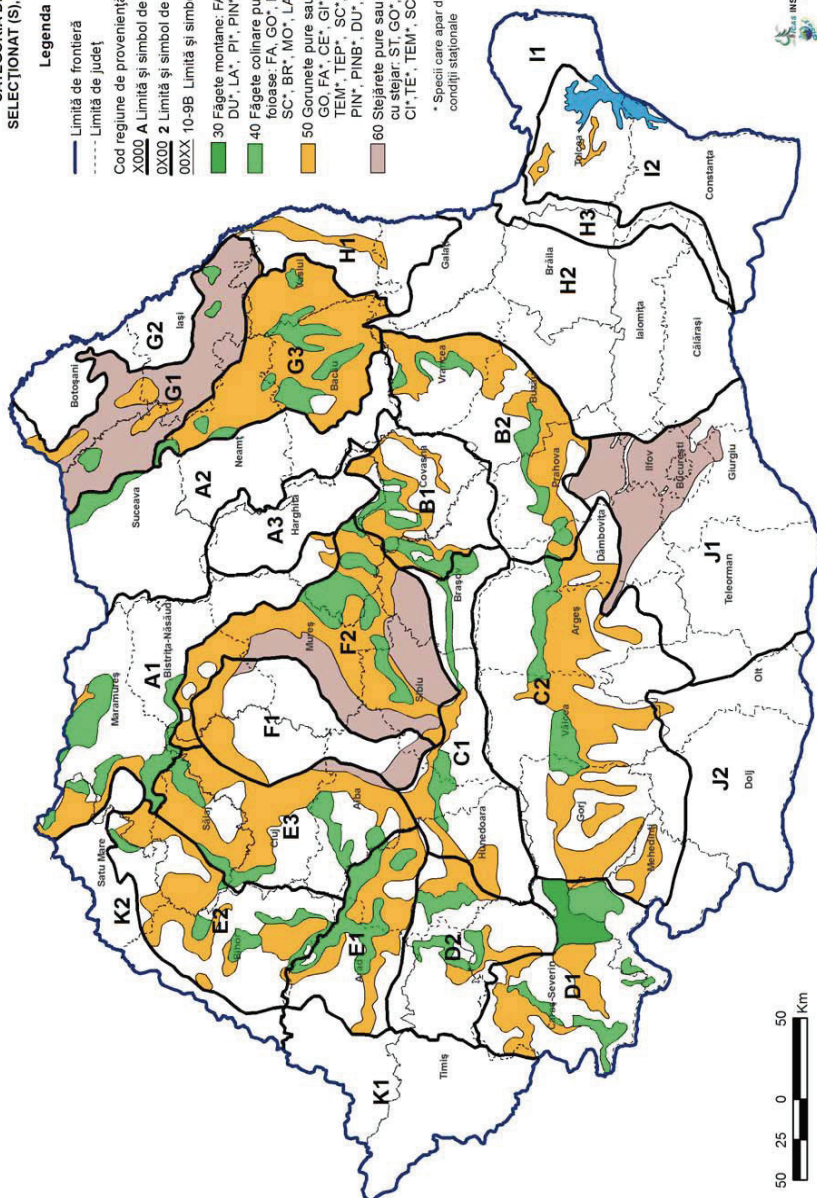 SELECȚIONAT (S),
Legenda
Limită de frontieră
Limită de județ
Cod regiune de proveniență
X000 A Limită și simbol de
0X00 2 Limită și simbol de
00XX 10-9B Limită și simbo
30 Făgete montane: FA
DU*, LA*, PI*, PIN*
40 Făgete colinare pu
foioase: FA, GO*,
SC*, BR*, MO*, LA
50 Gorunete pure sau
GO, FA*, CE*, GI*
TEM*, TEP*, SC*,
PIN*, PINB*, DU*,
60 Stejărete pure sau
cu stejar: ST, GO*,
CI*, TE*, TEM*, SC
* Specii care apar d
condiții staționale
Botoșani
G2
Iași
G1
Suceava
Vaslui
H1
G3
Bacău
Neamț
A2
A3
Harghita
Maramureș
A1
Bistrița-Năsăud
Satu Mare
K2
Sălaj
Cluj
F1
Mureș
F2
E2
Bihor
E3
Alba
Sibiu
Brașov
Covasna
B1
Vrancea
Galați
B2
Buzău
Prahova
Brăila
H2
H3
Tulcea
I1
I2
Constanța
Ialomița
Călărași
Ilfov
București
Giurgiu
Dâmbovița
J1
Teleorman
Argeș
C2
Vâlcea
Olt
C1
Hunedoara
Gorj
J2
Dolj
Mehedinți
E1
Arad
D2
D1
Caraș-Severin
K1
Timiș
50 25 0 50
Km
ICAS INS